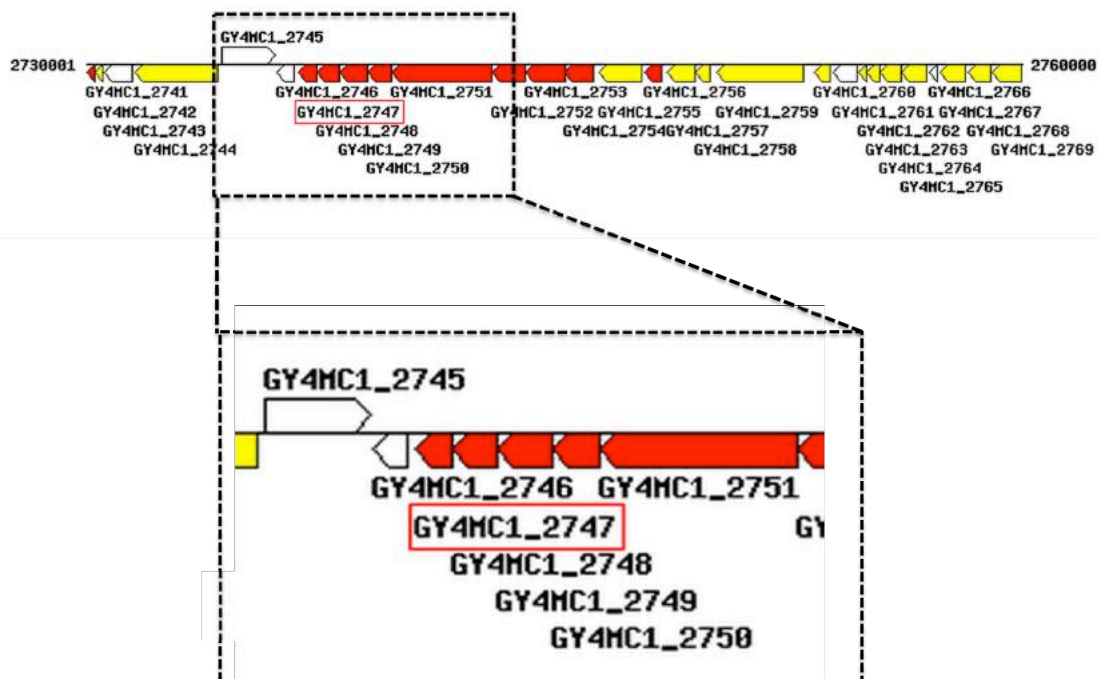 GY4MC1_2745
2730001 2760000
GY4MC1_2741 GY4MC1_2746 GY4MC1_2751 GY4MC1_2753 GY4MC1_2756 GY4MC1_2760 GY4MC1_2766
GY4MC1_2742 GY4MC1_2747 GY4MC1_2752 GY4MC1_2755 GY4MC1_2759 GY4MC1_2761 GY4MC1_2767
GY4MC1_2743 GY4MC1_2748 GY4MC1_2754 GY4MC1_2757 GY4MC1_2762 GY4MC1_2768
GY4MC1_2744 GY4MC1_2749 GY4MC1_2758 GY4MC1_2763 GY4MC1_2769
GY4MC1_2750 GY4MC1_2764
GY4MC1_2765
GY4MC1_2745
GY4MC1_2746 GY4MC1_2751
GY4MC1_2747 GY
GY4MC1_2748
GY4MC1_2749
GY4MC1_2750